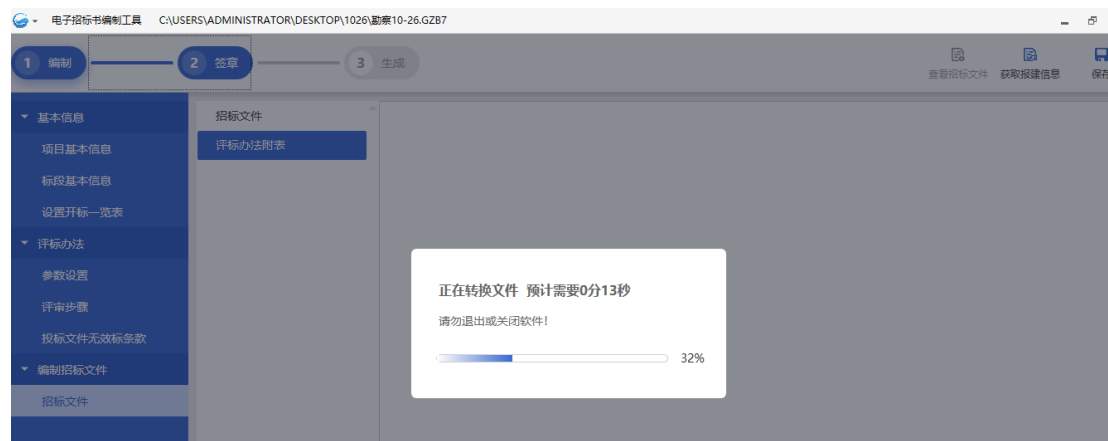 电子招标书编制工具 C:\USERS\ADMINISTRATOR\DESKTOP\1026\勘察10-26.GZB7
1 编制 2 签章 3 生成
查看招标文件 获取报建信息 保存
基本信息
项目基本信息
标段基本信息
设置开标一览表
评标办法
参数设置
评审步骤
投标文件无效标条款
编制招标文件
招标文件
招标文件
评标办法附表
正在转换文件 预计需要0分13秒
请勿退出或关闭软件!
32%